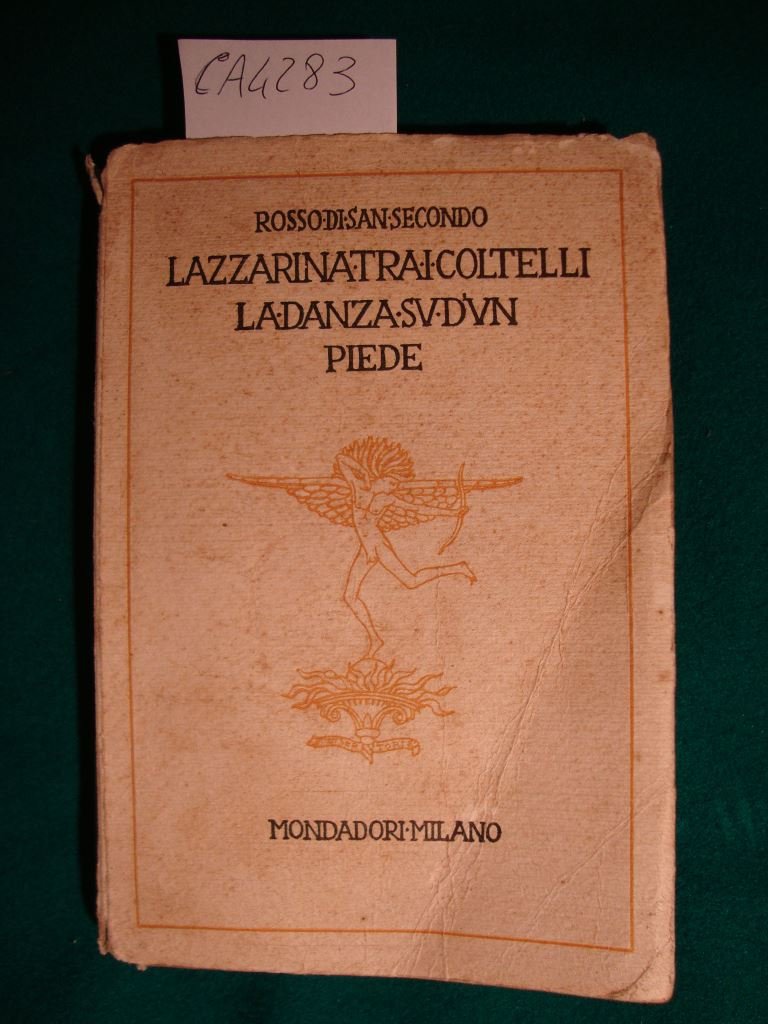 CA4283
ROSSO·DI·SAN·SECONDO
LAZZARINA·TRA·I·COLTELLI
LA·DANZA·SV·D'VN
PIEDE
MONDADORI·MILANO